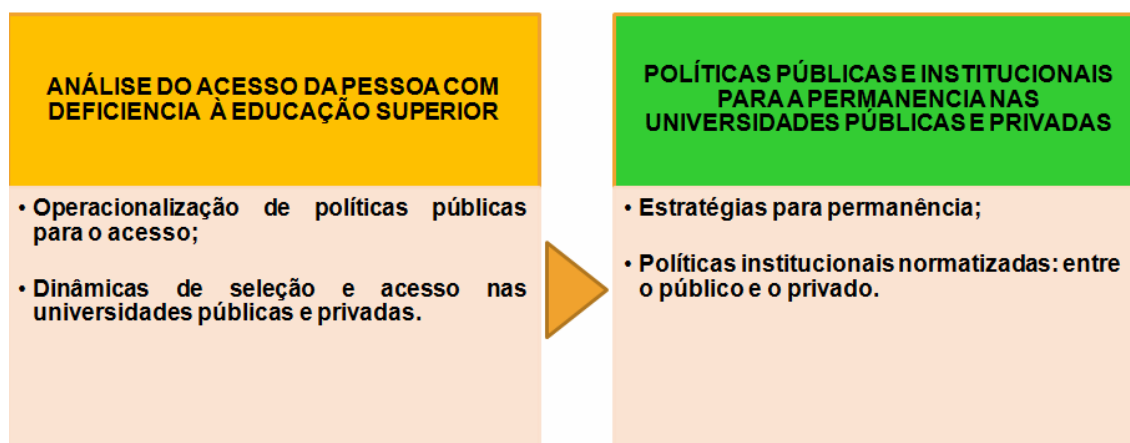 ANÁLISE DO ACESSO DA PESSOA COM
DEFICIENCIA À EDUCAÇÃO SUPERIOR
• Operacionalização de políticas públicas
para o acesso;
• Dinâmicas de seleção e acesso nas
universidades públicas e privadas.
POLÍTICAS PÚBLICAS E INSTITUCIONAIS
PARA A PERMANENCIA NAS
UNIVERSIDADES PÚBLICAS E PRIVADAS
• Estratégias para permanência;
• Políticas institucionais normatizadas: entre
o público e o privado.